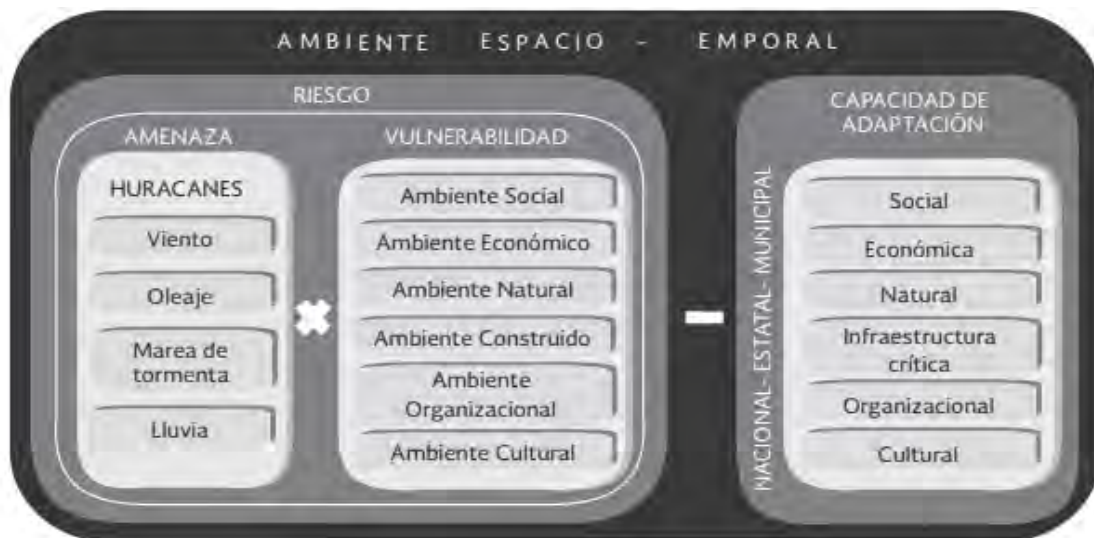 AMBIENTE ESPACIO - EMPORAL
RIESGO
AMENAZA
HURACANES
Viento
Oleaje
Marea de
tormenta
Lluvia
VULNERABILIDAD
Ambiente Social
Ambiente Económico
Ambiente Natural
Ambiente Construido
Ambiente
Organizacional
Ambiente Cultural
CAPACIDAD DE
ADAPTACIÓN
NACIONAL- ESTATAL- MUNICIPAL
Social
Económica
Natural
Infraestructura
crítica
Organizacional
Cultural